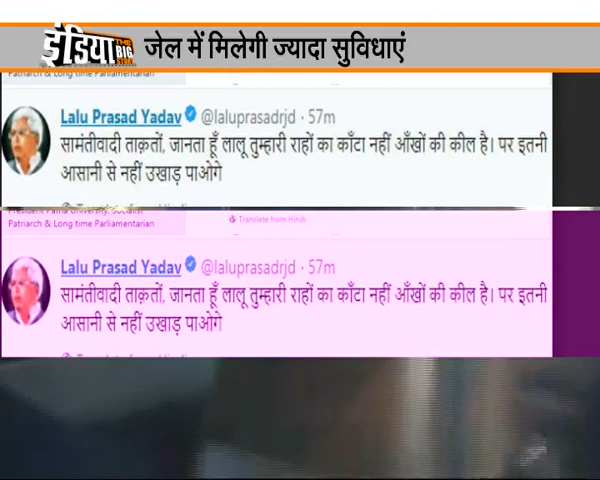 इंडिया THE BIG STORY जेल में मिलेगी ज्यादा सुविधाएं
Patriarch & Long time Parliamentarian
Lalu Prasad Yadav @laluprasadrjd · 57m
सामंतीवादी ताक़तों, जानता हूँ लालू तुम्हारी राहों का काँटा नहीं आँखों की कील है। पर इतनी
आसानी से नहीं उखाड़ पाओगे
President Patna University, Socialist
Translate from Hindi
Patriarch & Long time Parliamentarian
Lalu Prasad Yadav @laluprasadrjd · 57m
सामंतीवादी ताक़तों, जानता हूँ लालू तुम्हारी राहों का काँटा नहीं आँखों की कील है। पर इतनी
आसानी से नहीं उखाड़ पाओगे